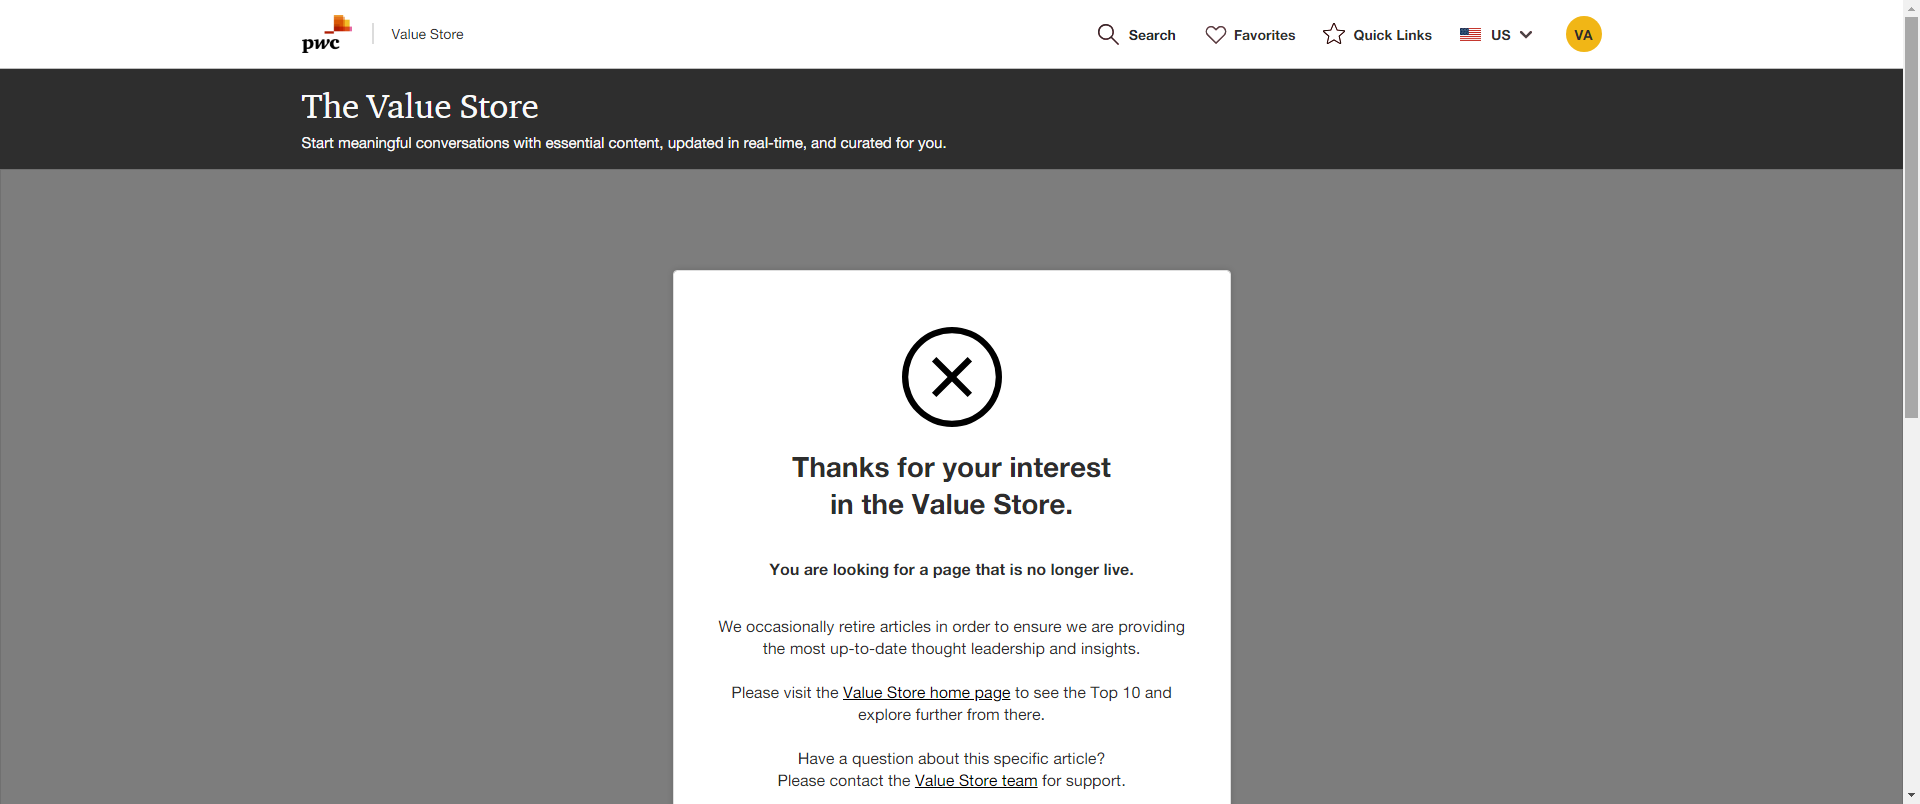 pwc
Value Store
Search
Favorites
Quick Links
US
VA
The Value Store
Start meaningful conversations with essential content, updated in real-time, and curated for you.
Thanks for your interest
in the Value Store.
You are looking for a page that is no longer live.
We occasionally retire articles in order to ensure we are providing
the most up-to-date thought leadership and insights.
Please visit the Value Store home page to see the Top 10 and
explore further from there.
Have a question about this specific article?
Please contact the Value Store team for support.